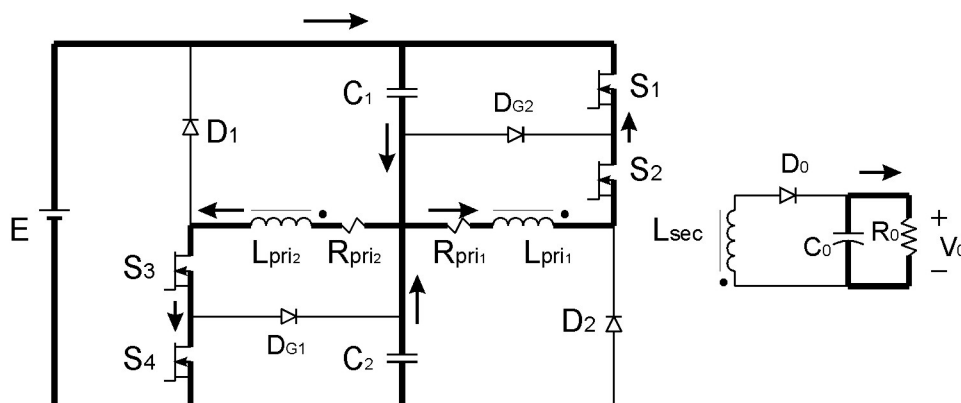 S1
C1
DG2
D1
S2
D0
E
Lsec
C0
R0
+
V0
−
Lpri2
Rpri2
Rpri1
Lpri1
S3
DG1
C2
D2
S4